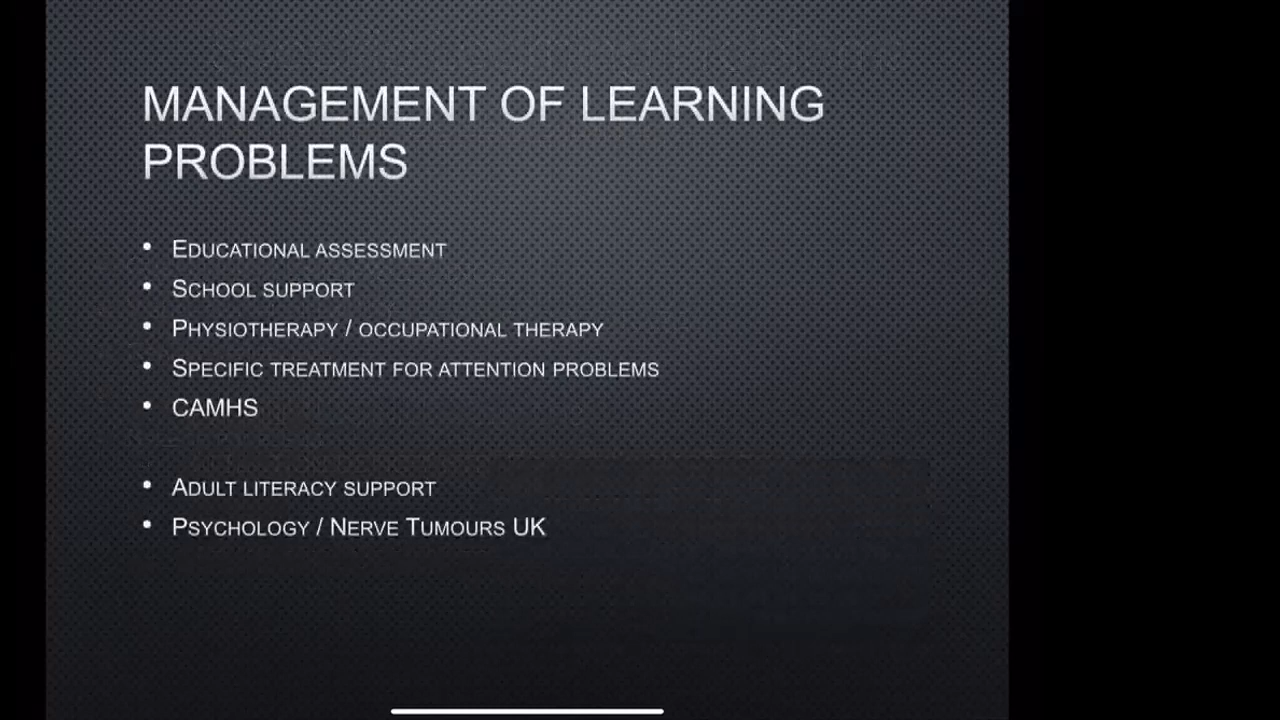 MANAGEMENT OF LEARNING
PROBLEMS
• EDUCATIONAL ASSESSMENT
• SCHOOL SUPPORT
• PHYSIOTHERAPY / OCCUPATIONAL THERAPY
• SPECIFIC TREATMENT FOR ATTENTION PROBLEMS
• CAMHS
• ADULT LITERACY SUPPORT
• PSYCHOLOGY / NERVE TUMOURS UK